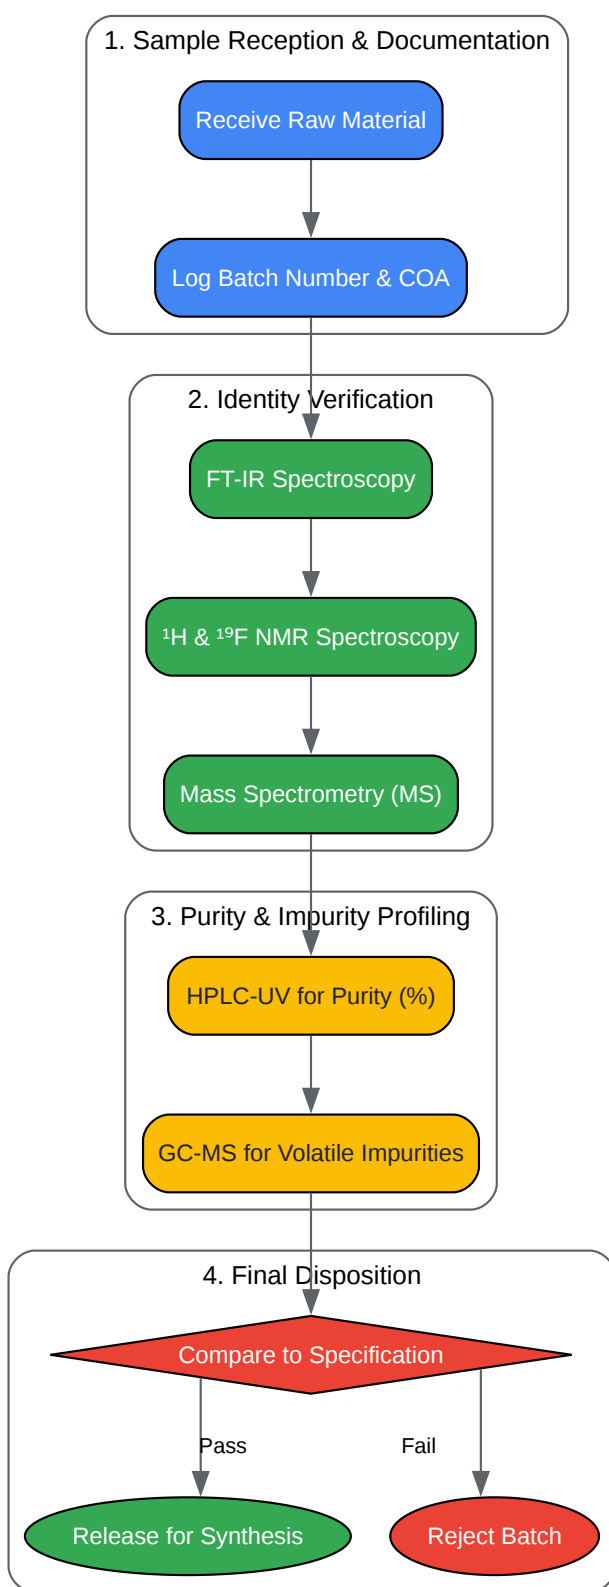 1. Sample Reception & Documentation
Receive Raw Material
Log Batch Number & COA
2. Identity Verification
FT-IR Spectroscopy
¹H & ¹⁹F NMR Spectroscopy
Mass Spectrometry (MS)
3. Purity & Impurity Profiling
HPLC-UV for Purity (%)
GC-MS for Volatile Impurities
4. Final Disposition
Compare to Specification
Pass
Fail
Release for Synthesis
Reject Batch